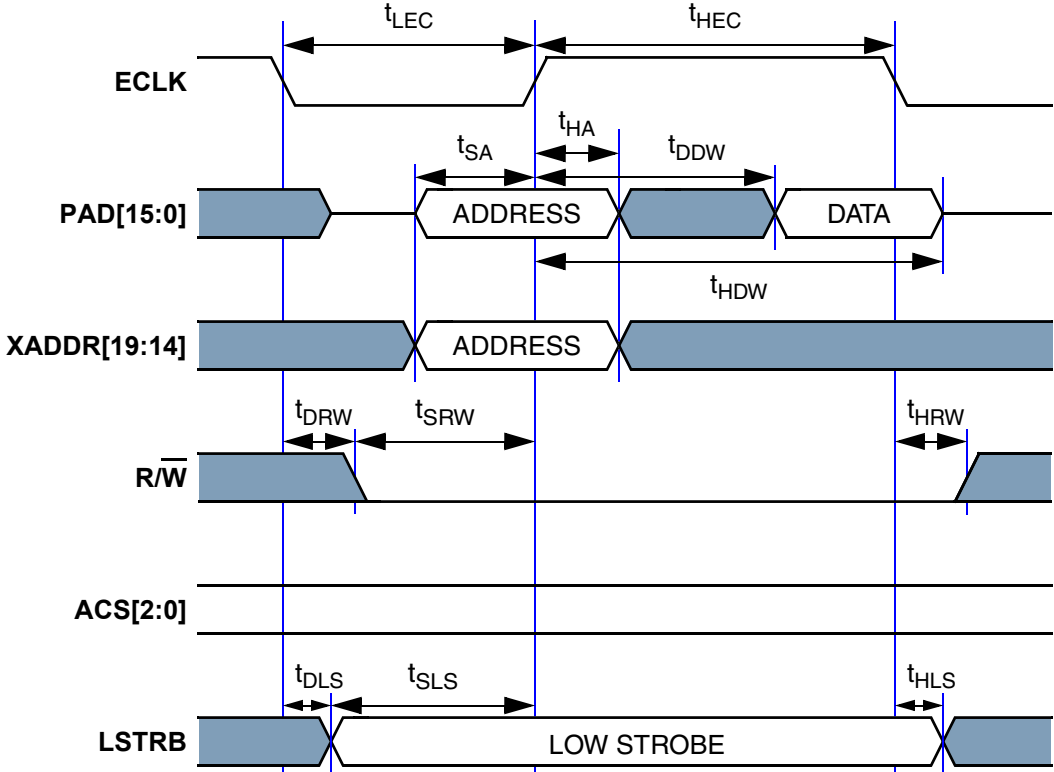 tLEC tHEC
ECLK
tHA
tSA tDDW
PAD[15:0] ADDRESS DATA
tHDW
XADDR[19:14] ADDRESS
tDRW tSRW tHRW
R/W̅
ACS[2:0]
tDLS tSLS tHLS
LSTRB LOW STROBE